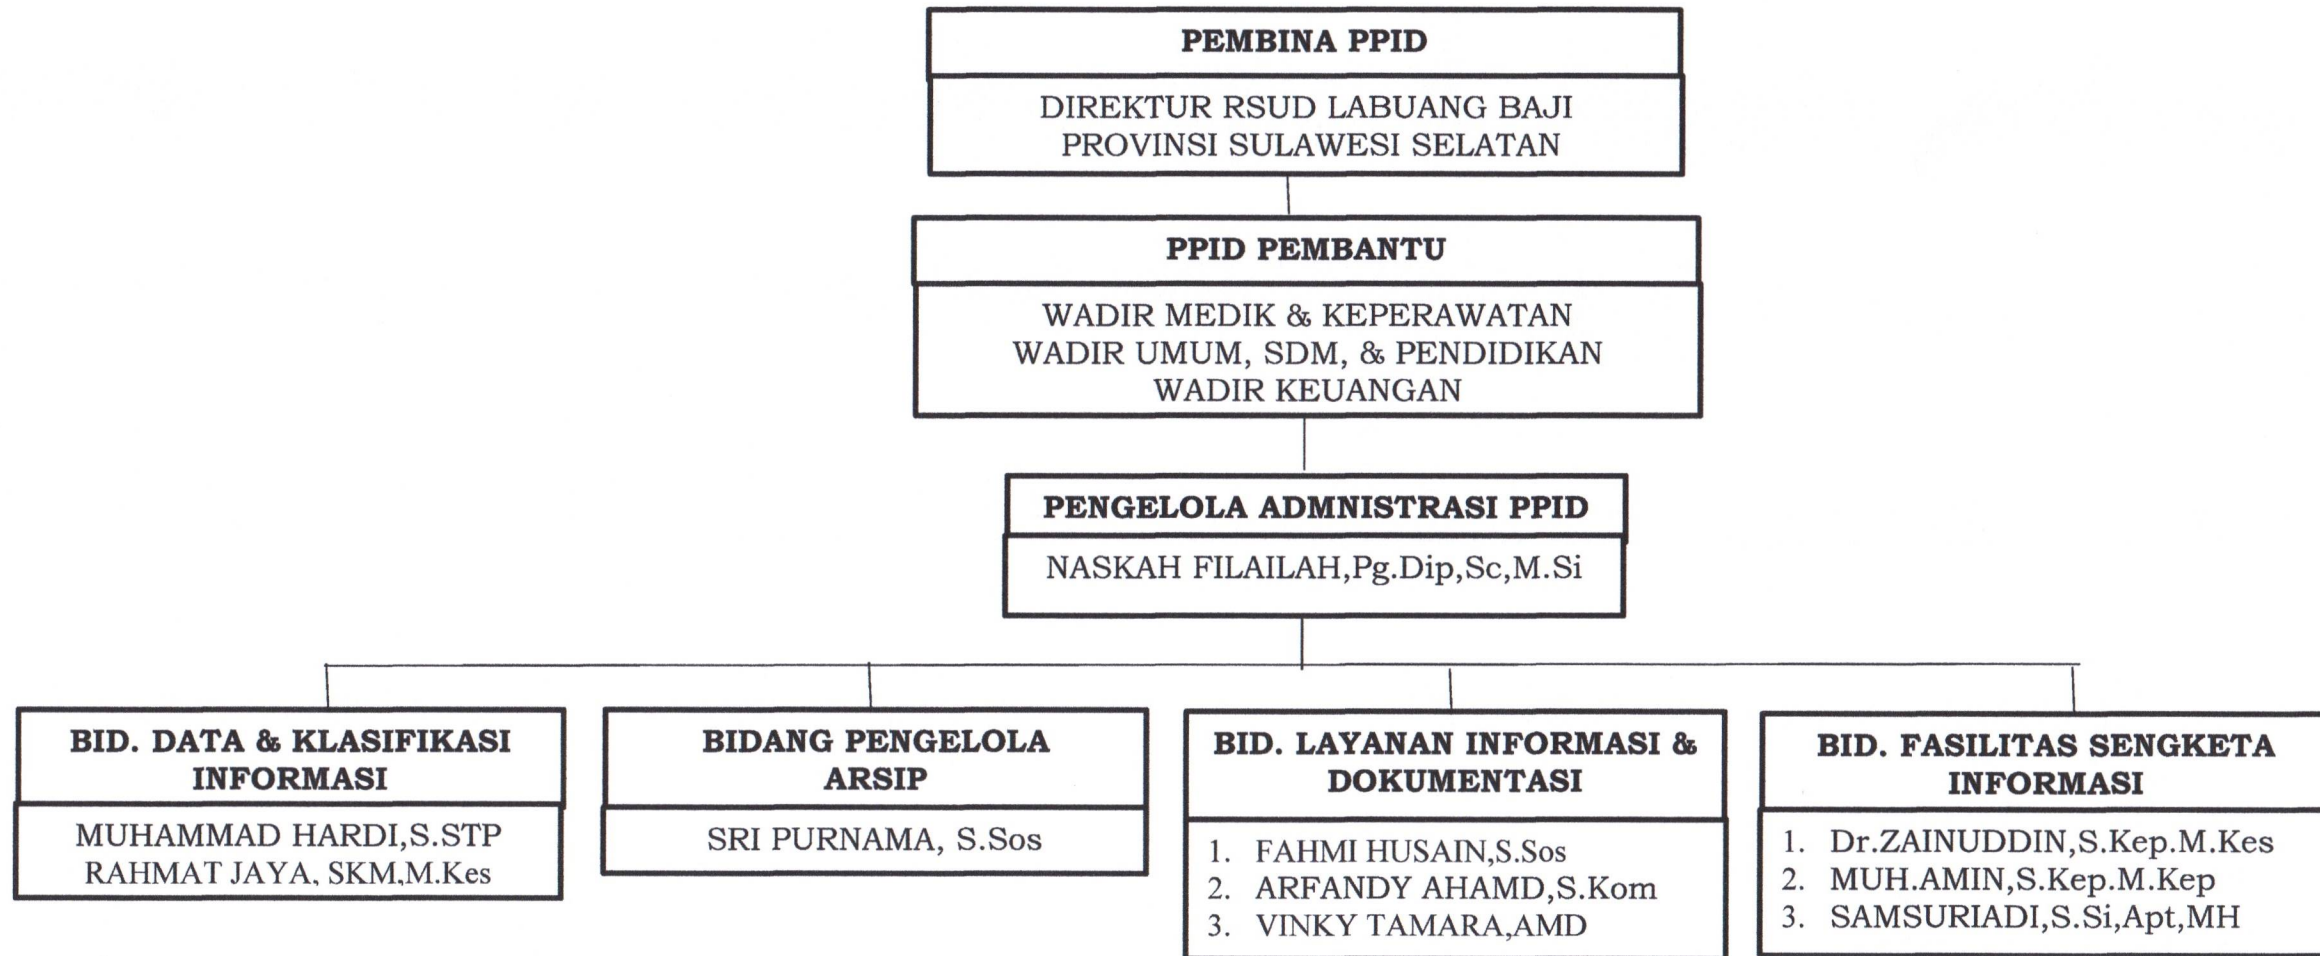 PEMBINA PPID
DIREKTUR RSUD LABUANG BAJI
PROVINSI SULAWESI SELATAN
PPID PEMBANTU
WADIR MEDIK & KEPERAWATAN
WADIR UMUM, SDM, & PENDIDIKAN
WADIR KEUANGAN
PENGELOLA ADMNISTRASI PPID
NASKAH FILAILAH,Pg.Dip,Sc,M.Si
BID. DATA & KLASIFIKASI
INFORMASI
MUHAMMAD HARDI,S.STP
RAHMAT JAYA, SKM,M.Kes
BIDANG PENGELOLA
ARSIP
SRI PURNAMA, S.Sos
BID. LAYANAN INFORMASI &
DOKUMENTASI
1. FAHMI HUSAIN,S.Sos
2. ARFANDY AHAMD,S.Kom
3. VINKY TAMARA,AMD
BID. FASILITAS SENGKETA
INFORMASI
1. Dr.ZAINUDDIN,S.Kep.M.Kes
2. MUH.AMIN,S.Kep.M.Kep
3. SAMSURIADI,S.Si,Apt,MH